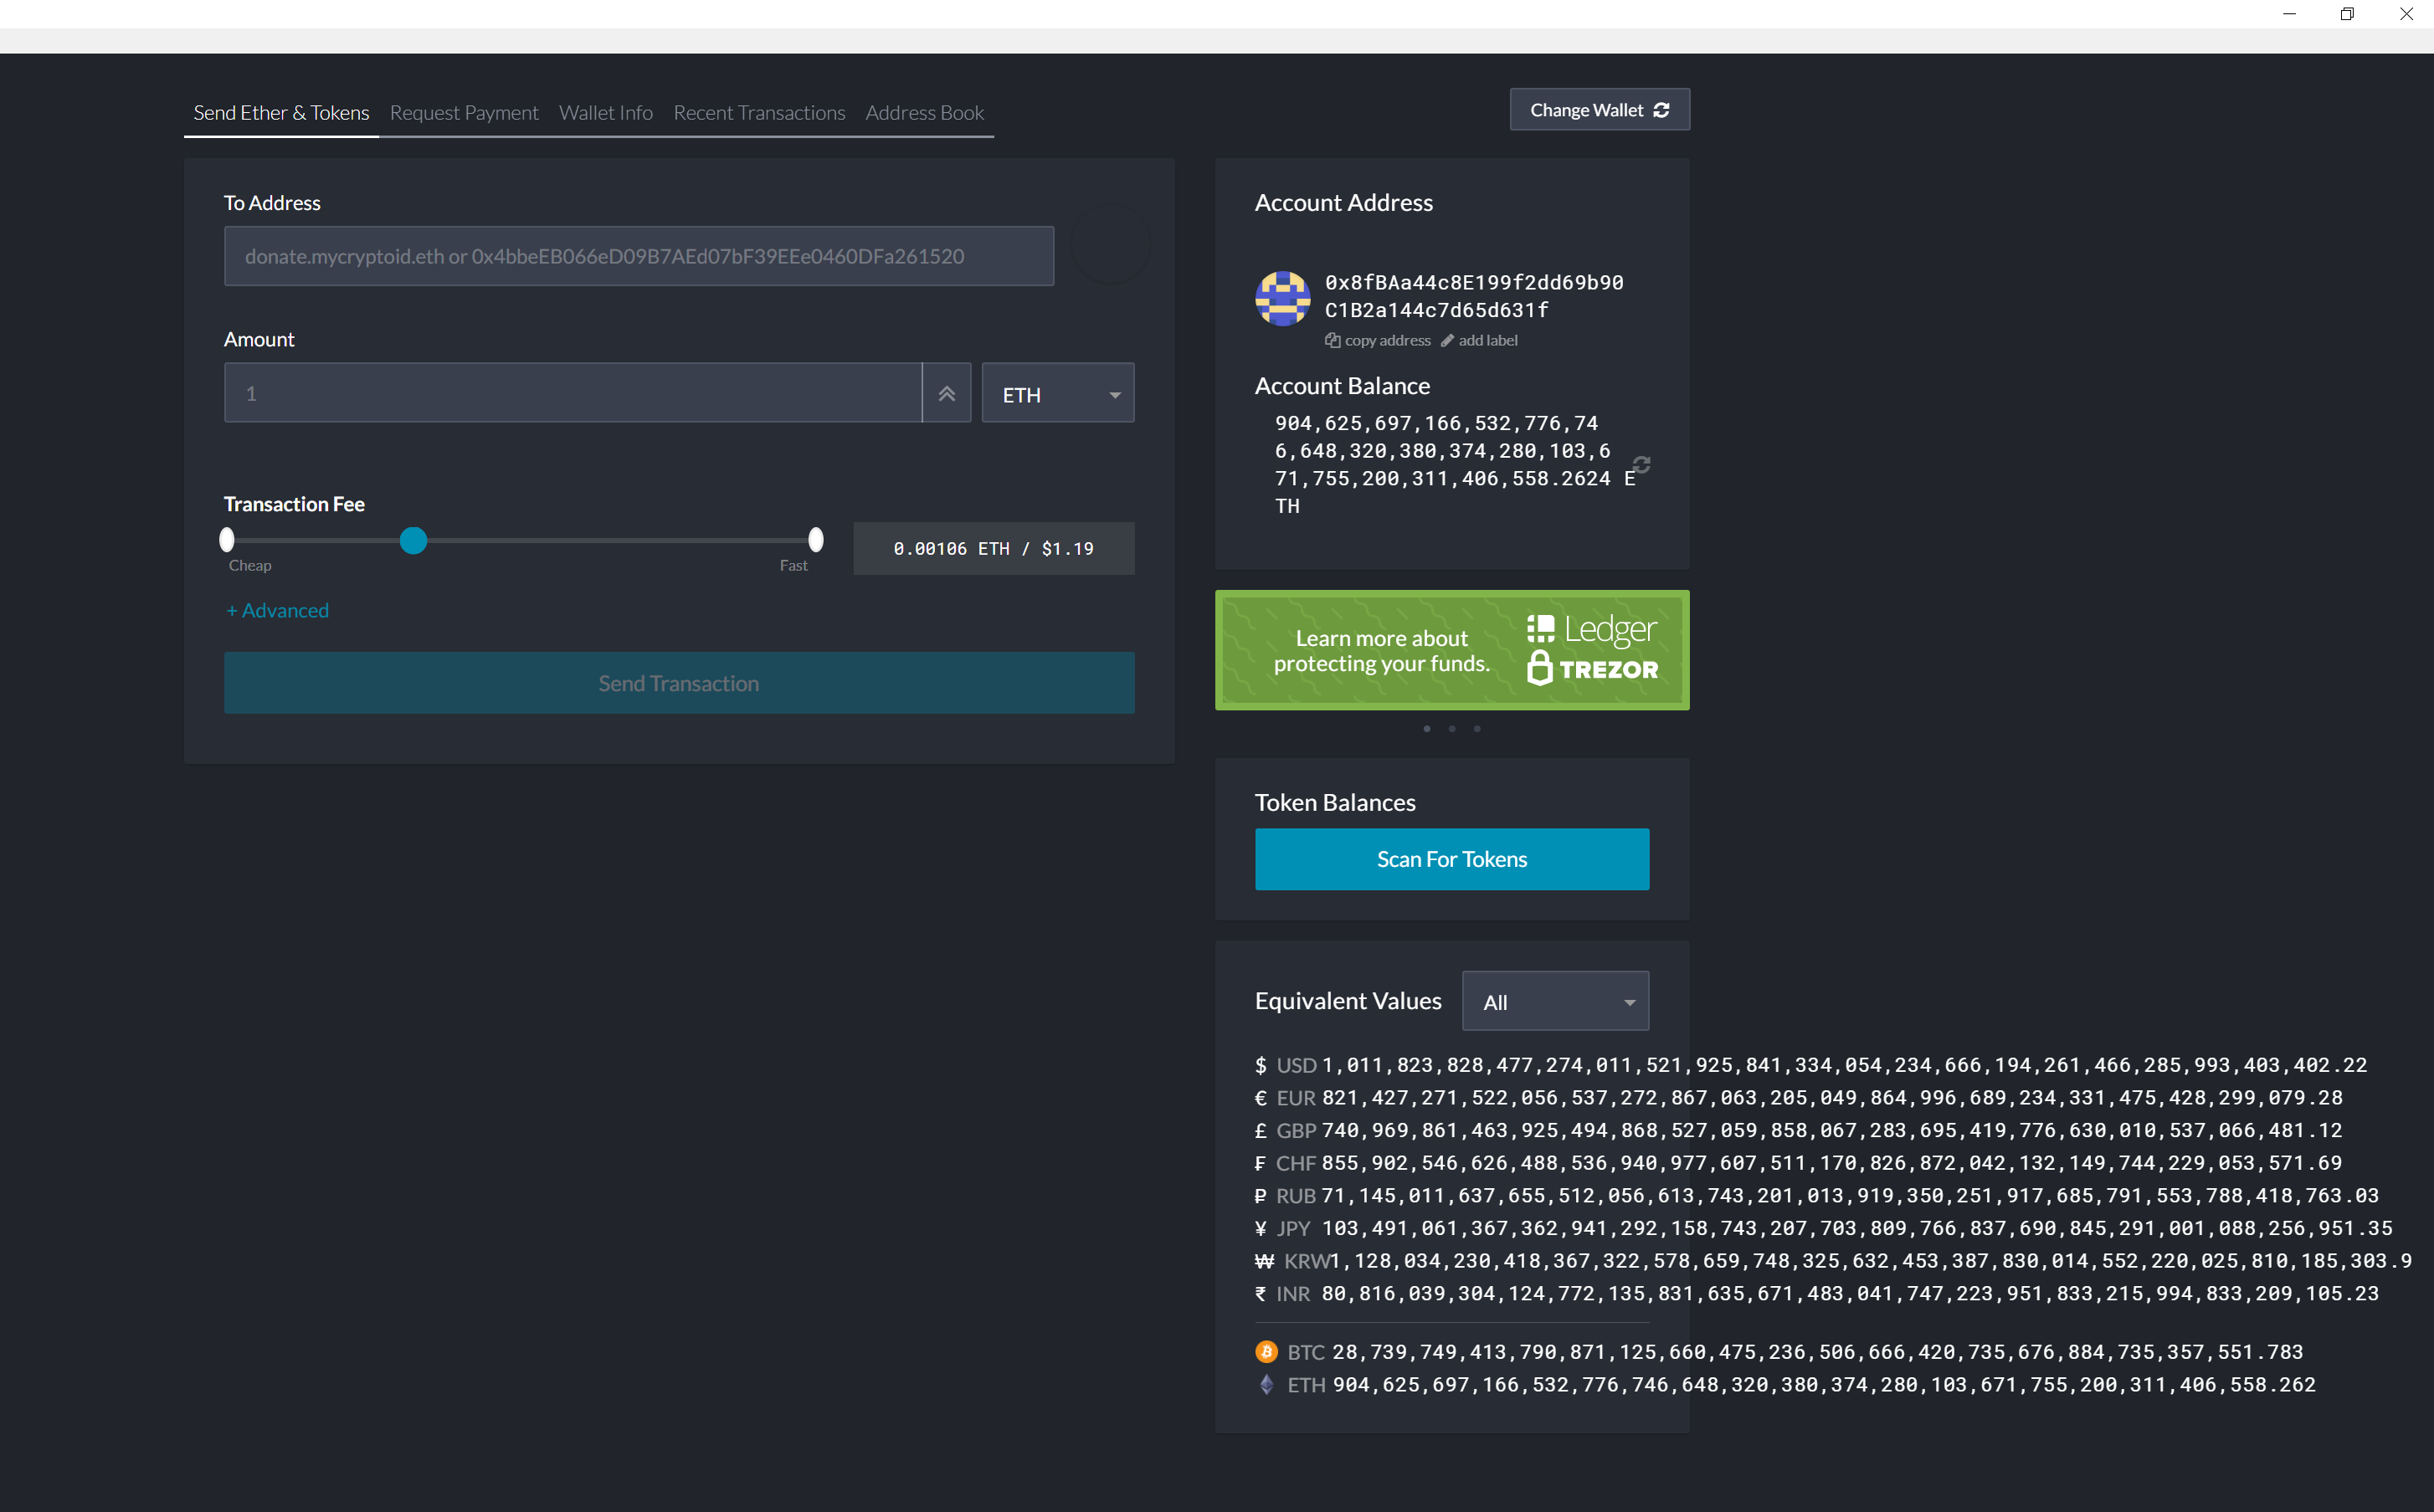 Send Ether & Tokens Request Payment Wallet Info Recent Transactions Address Book
Change Wallet
To Address
donate.mycryptoid.eth or 0x4bbeEB066eD09B7AEd07bF39EEe0460DFa261520
Amount
1
ETH
Transaction Fee
Cheap
Fast
0.00106 ETH / $1.19
+ Advanced
Send Transaction
Account Address
0x8fBAa44c8E199f2dd69b90
C1B2a144c7d65d631f
copy address add label
Account Balance
904,625,697,166,532,776,74
6,648,320,380,374,280,103,6
71,755,200,311,406,558.2624 E
TH
Learn more about
protecting your funds.
Ledger
TREZOR
Token Balances
Scan For Tokens
Equivalent Values
All
$ USD 1,011,823,828,477,274,011,521,925,841,334,054,234,666,194,261,466,285,993,403,402.22
€ EUR 821,427,271,522,056,537,272,867,063,205,049,864,996,689,234,331,475,428,299,079.28
£ GBP 740,969,861,463,925,494,868,527,059,858,067,283,695,419,776,630,010,537,066,481.12
₣ CHF 855,902,546,626,488,536,940,977,607,511,170,826,872,042,132,149,744,229,053,571.69
₽ RUB 71,145,011,637,655,512,056,613,743,201,013,919,350,251,917,685,791,553,788,418,763.03
¥ JPY 103,491,061,367,362,941,292,158,743,207,703,809,766,837,690,845,291,001,088,256,951.35
₩ KRW 1,128,034,230,418,367,322,578,659,748,325,632,453,387,830,014,552,220,025,810,185,303.9
₹ INR 80,816,039,304,124,772,135,831,635,671,483,041,747,223,951,833,215,994,833,209,105.23
BTC 28,739,749,413,790,871,125,660,475,236,506,666,420,735,676,884,735,357,551.783
ETH 904,625,697,166,532,776,746,648,320,380,374,280,103,671,755,200,311,406,558.262